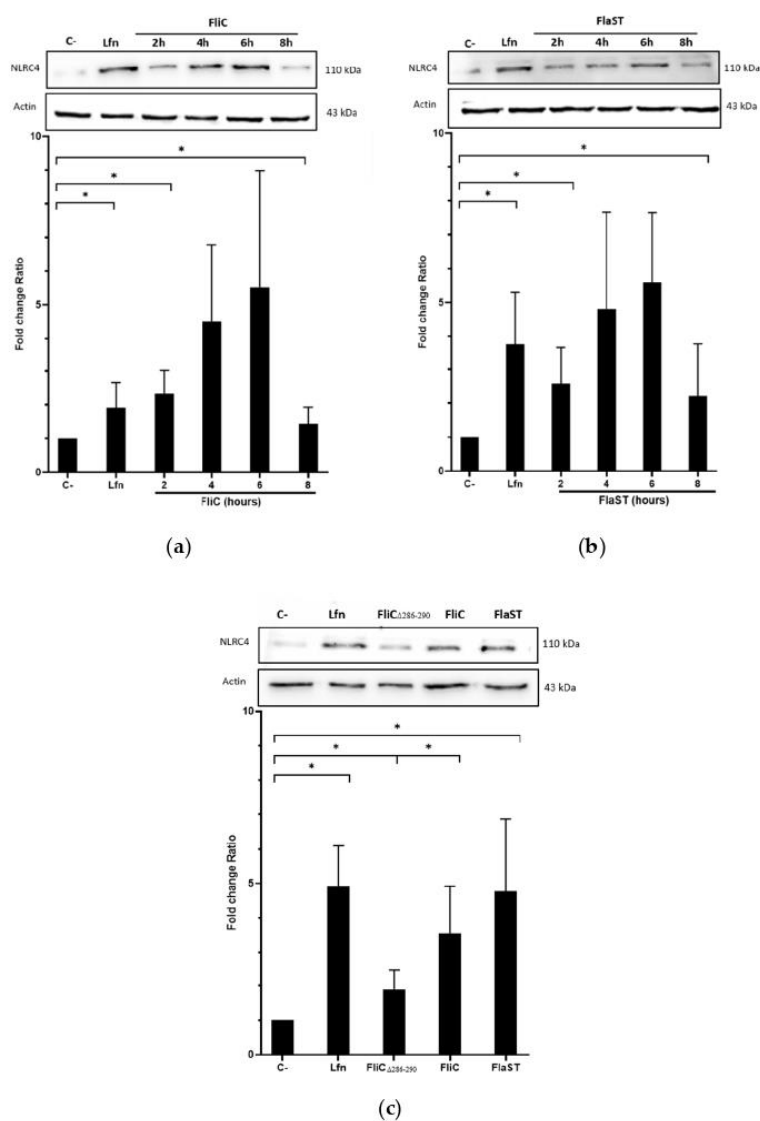 FliC
C- Lfn 2h 4h 6h 8h
NLRC4 110 kDa
Actin 43 kDa
10
*
*
*
5
0
Fold change Ratio
C- Lfn 2 4 6 8
FliC (hours)
(a)
FlaST
C- Lfn 2h 4h 6h 8h
NLRC4 110 kDa
Actin 43 kDa
10
*
*
*
5
0
Fold change Ratio
C- Lfn 2 4 6 8
FlaST (hours)
(b)
C- Lfn FliCΔ286-290 FliC FlaST
NLRC4 110 kDa
Actin 43 kDa
10
*
* *
*
5
0
Fold change Ratio
C- Lfn FliCΔ286-290 FliC FlaST
(c)